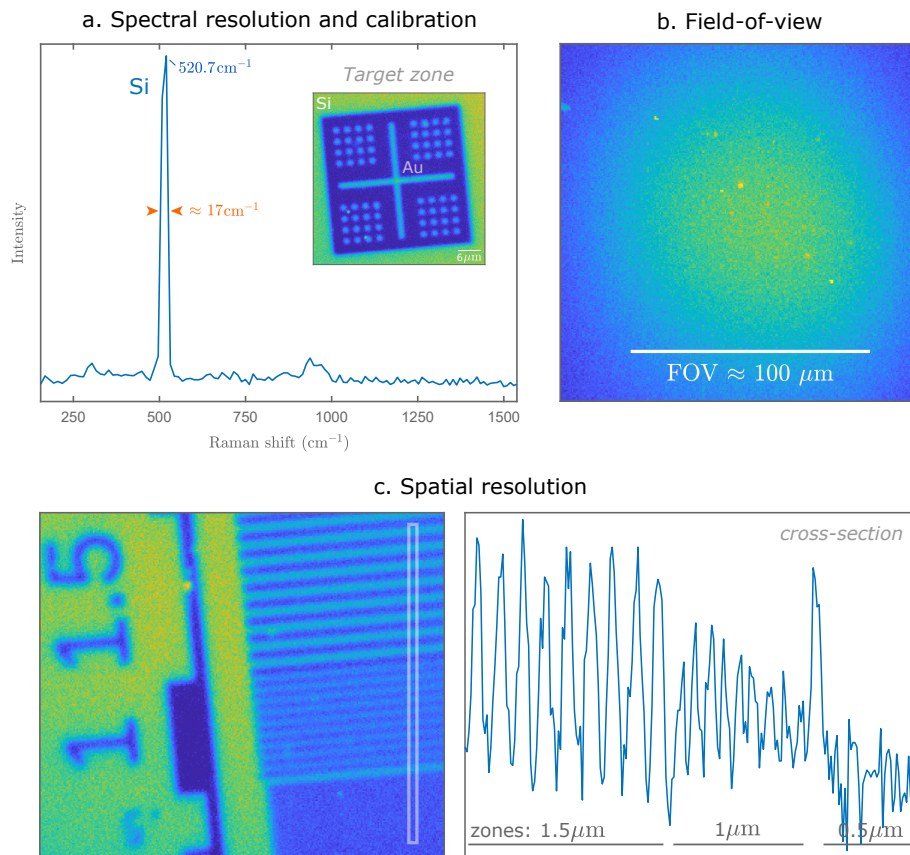 a. Spectral resolution and calibration
Si
520.7cm⁻¹
Target zone
Si
Au
≈ 17cm⁻¹
6μm
Intensity
250 500 750 1000 1250 1500
Raman shift (cm⁻¹)
b. Field-of-view
FOV ≈ 100 μm
c. Spatial resolution
1.5
1
cross-section
zones: 1.5μm 1μm 0.5μm